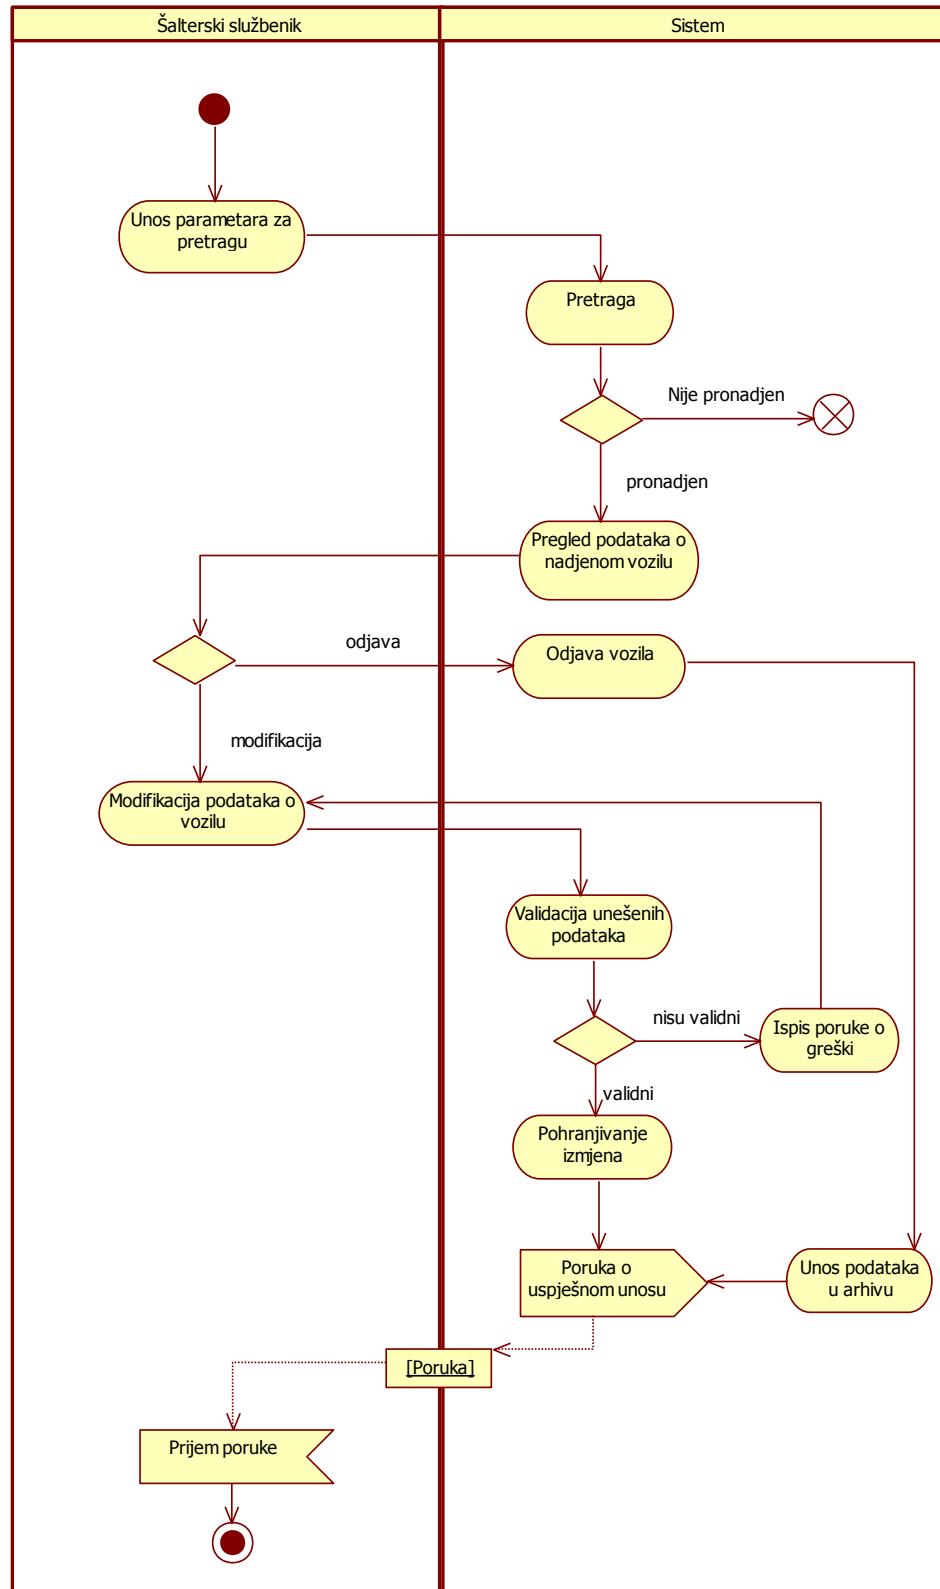 Šalterski službenik
Sistem
Unos parametara za
pretragu
Pretraga
Nije pronadjen
pronadjen
Pregled podataka o
nadjenom vozilu
odjava
Odjava vozila
modifikacija
Modifikacija podataka o
vozilu
Validacija unešenih
podataka
nisu validni
Ispis poruke o
greški
validni
Pohranjivanje
izmjena
Poruka o
uspješnom unosu
Unos podataka
u arhivu
[Poruka]
Prijem poruke